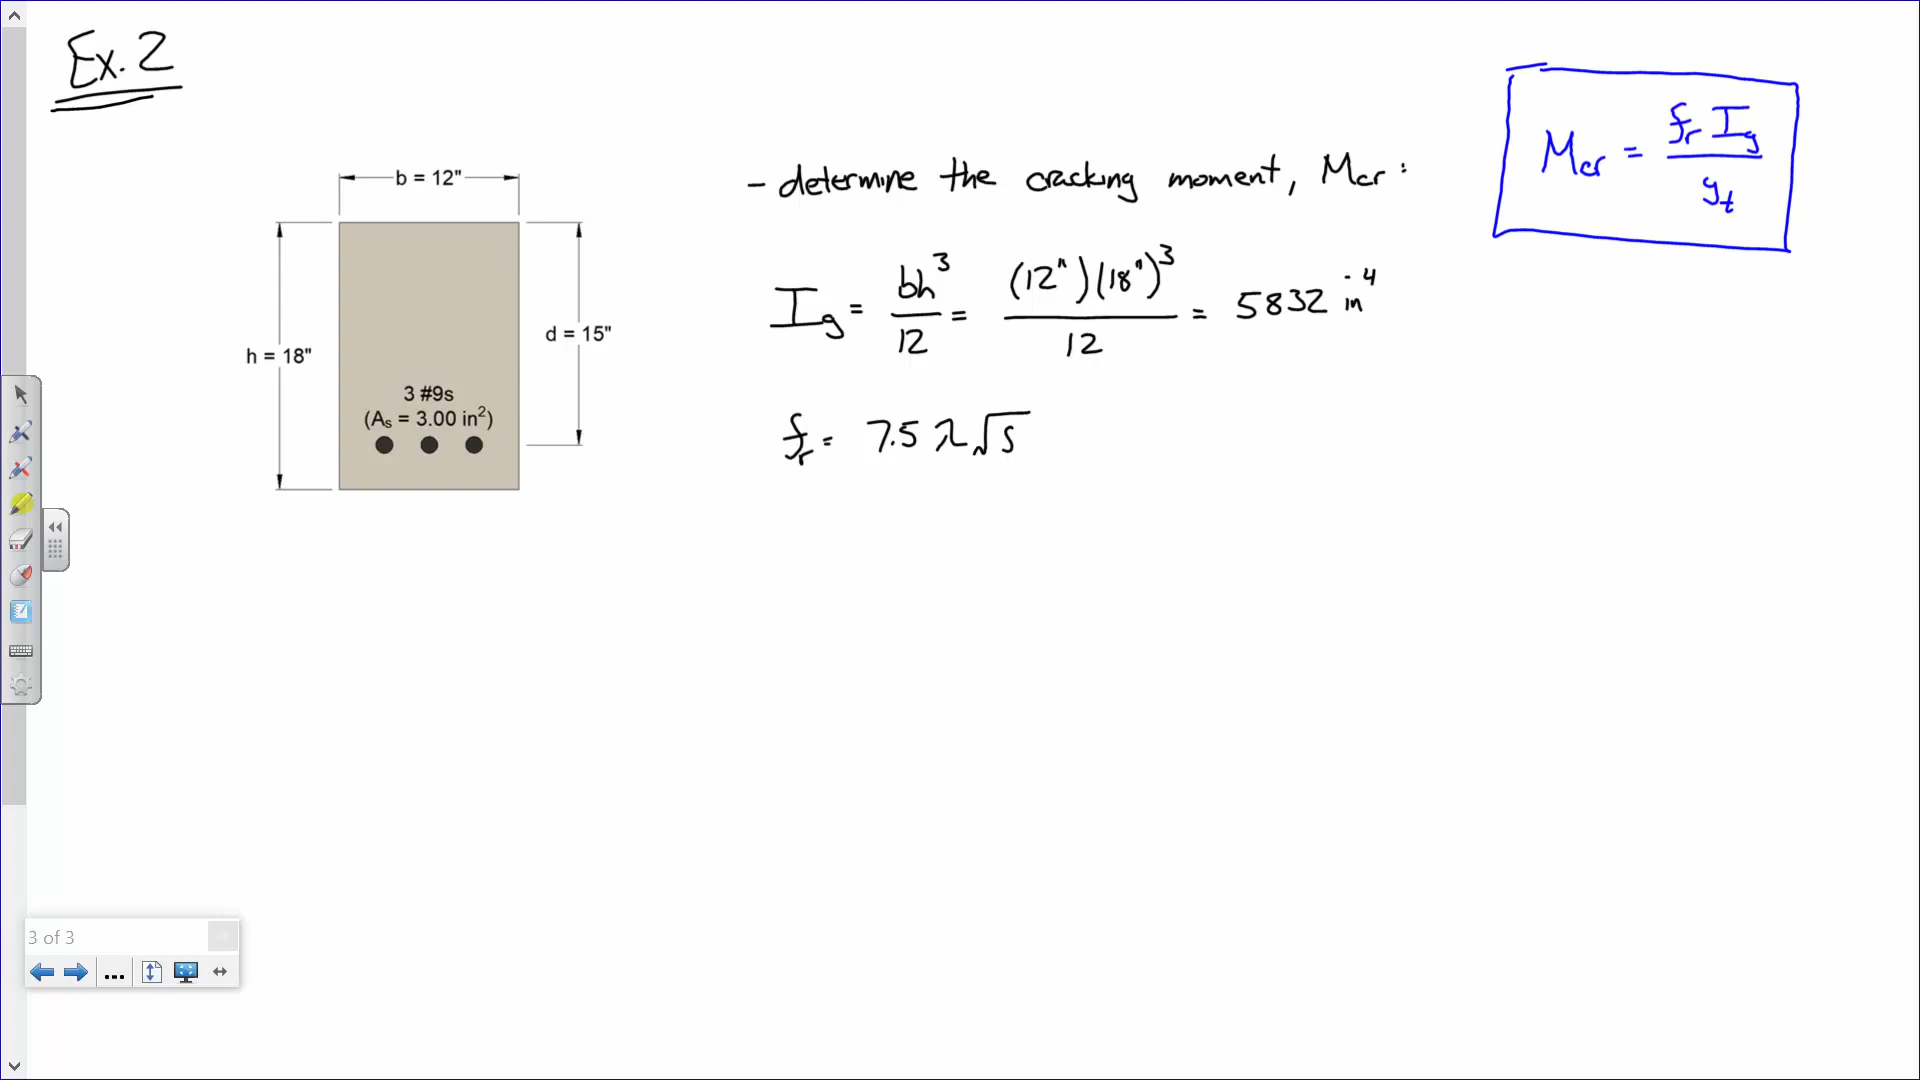 Ex. 2
b = 12"
h = 18"
d = 15"
3 #9s
(As = 3.00 in²)
- determine the cracking moment, Mcr :
Mcr = fr Ig / yt
Ig = bh³/12 = (12")(18")³/12 = 5832 in⁴
fr = 7.5 λ √f
3 of 3